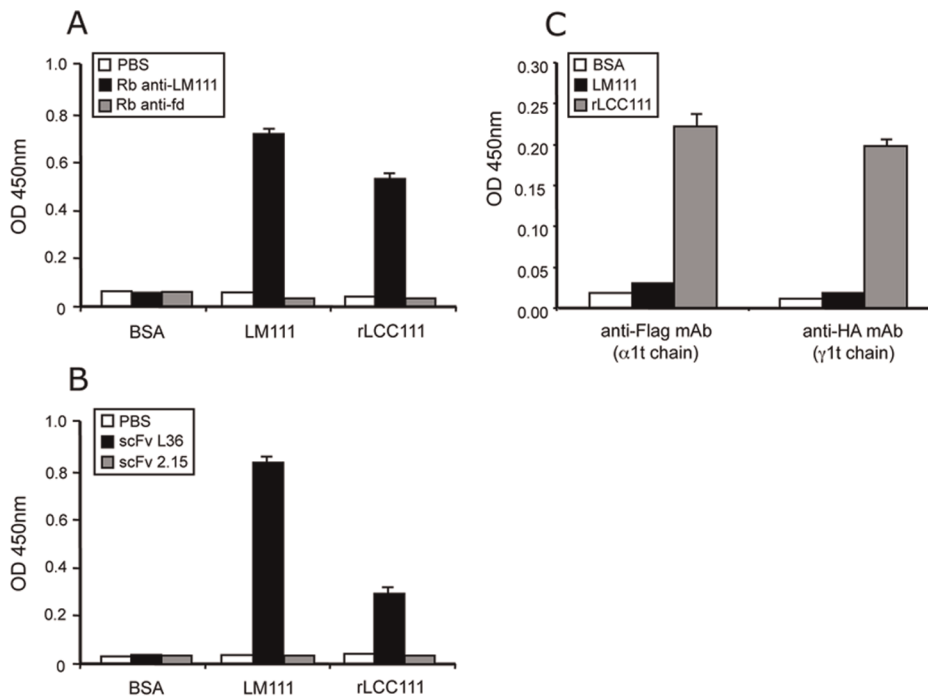 A
PBS
Rb anti-LM111
Rb anti-fd
OD 450nm
1.0
0.8
0.6
0.4
0.2
0
BSA
LM111
rLCC111
B
PBS
scFv L36
scFv 2.15
OD 450nm
1.0
0.8
0.6
0.4
0.2
0
BSA
LM111
rLCC111
C
BSA
LM111
rLCC111
OD 450nm
0.30
0.25
0.20
0.15
0.10
0.05
0.00
anti-Flag mAb
(α1t chain)
anti-HA mAb
(γ1t chain)